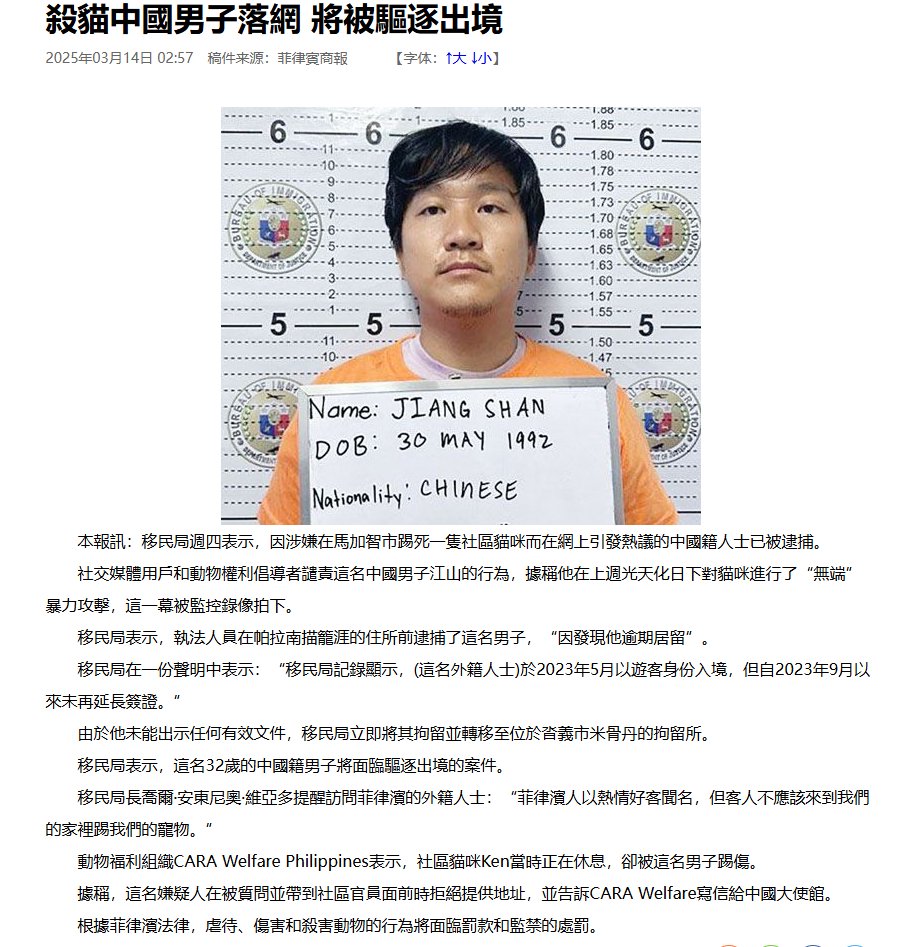 殺貓中國男子落網 將被驅逐出境
2025年03月14日 02:57 稿件来源：菲律賓商報 【字体：↑大 ↓小】
6 6 6 6
5 5 5 5
1.85
1.80
1.78
1.75
1.73
1.70
1.68
1.65
1.63
1.60
1.57
1.55
1.50
1.47
11
10
9
8
7
6
5
4
3
2
1
11
10
BUREAU OF IMMIGRATION
DEPARTMENT OF JUSTICE
Name: JIANG SHAN
DOB: 30 MAY 1992
Nationality: CHINESE
本報訊：移民局週四表示，因涉嫌在馬加智市踢死一隻社區貓咪而在網上引發熱議的中國籍人士已被逮捕。
社交媒體用戶和動物權利倡導者譴責這名中國男子江山的行為，據稱他在上週光天化日下對貓咪進行了“無端”
暴力攻擊，這一幕被監控錄像拍下。
移民局表示，執法人員在帕拉南描籠涯的住所前逮捕了這名男子，“因發現他逾期居留”。
移民局在一份聲明中表示：“移民局記錄顯示，(這名外籍人士)於2023年5月以遊客身份入境，但自2023年9月以
來未再延長簽證。“
由於他未能出示任何有效文件，移民局立即將其拘留並轉移至位於沓義市米骨丹的拘留所。
移民局表示，這名32歲的中國籍男子將面臨驅逐出境的案件。
移民局長喬爾·安東尼奧·維亞多提醒訪問菲律濱的外籍人士：“菲律濱人以熱情好客聞名，但客人不應該來到我們
的家裡踢我們的寵物。“
動物福利組織CARA Welfare Philippines表示，社區貓咪Ken當時正在休息，卻被這名男子踢傷。
據稱，這名嫌疑人在被質問並帶到社區官員面前時拒絕提供地址，並告訴CARA Welfare寫信給中國大使館。
根據菲律濱法律，虐待、傷害和殺害動物的行為將面臨罰款和監禁的處罰。